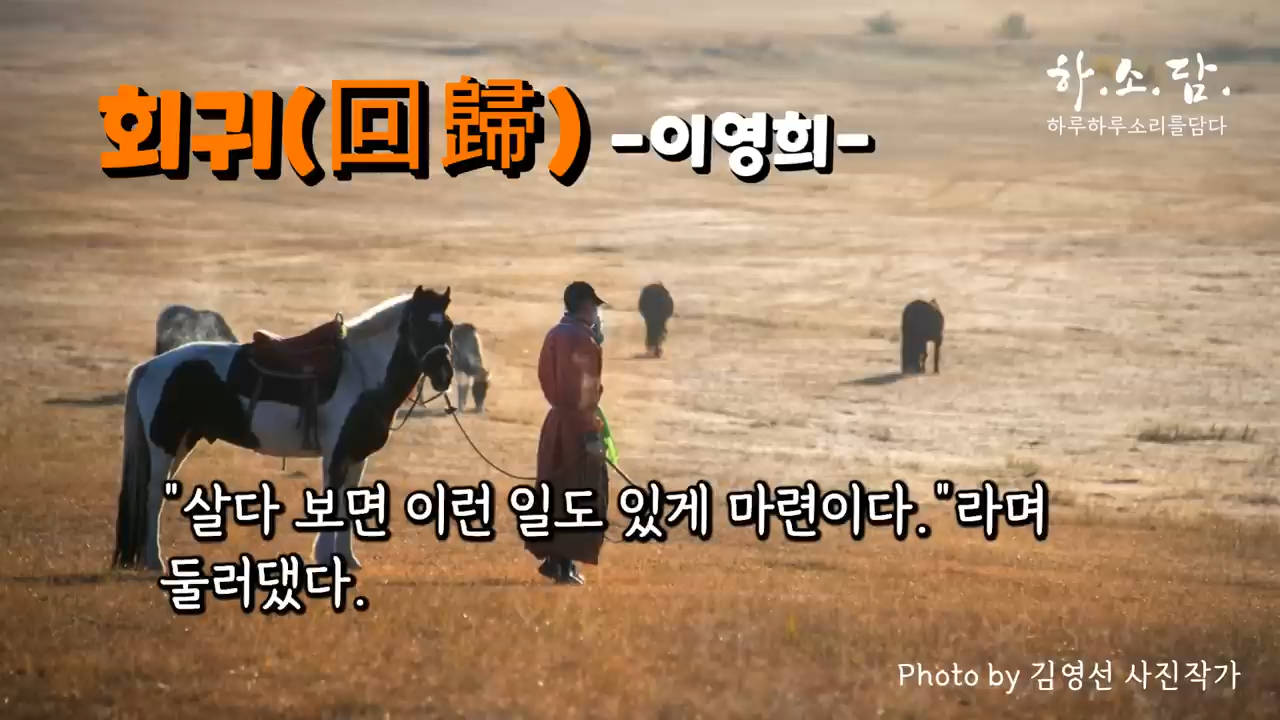 회귀(回歸) -이영희-
하.소.담.
하루하루소리를담다
"살다 보면 이런 일도 있게 마련이다."라며
둘러댔다.
Photo by 김영선 사진작가